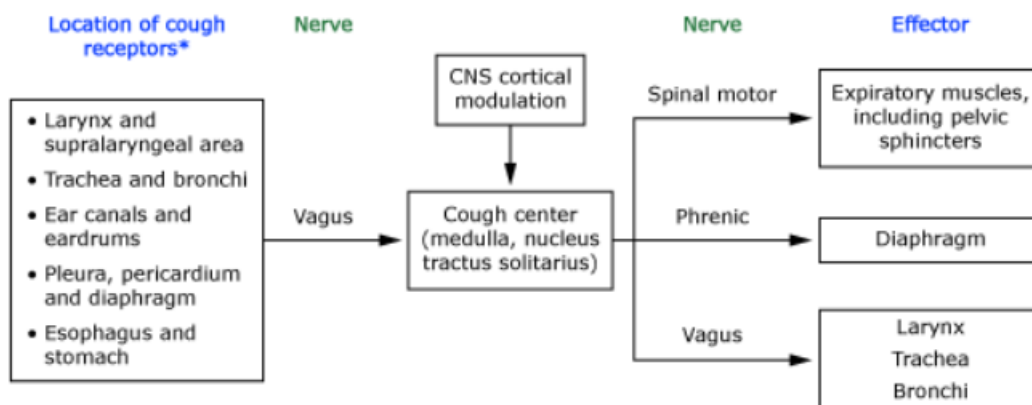 Location of cough
receptors*
Nerve
Nerve
Effector
• Larynx and
supralaryngeal area
• Trachea and bronchi
• Ear canals and
eardrums
• Pleura, pericardium
and diaphragm
• Esophagus and
stomach
Vagus
CNS cortical
modulation
Cough center
(medulla, nucleus
tractus solitarius)
Spinal motor
Expiratory muscles,
including pelvic
sphincters
Phrenic
Diaphragm
Vagus
Larynx
Trachea
Bronchi